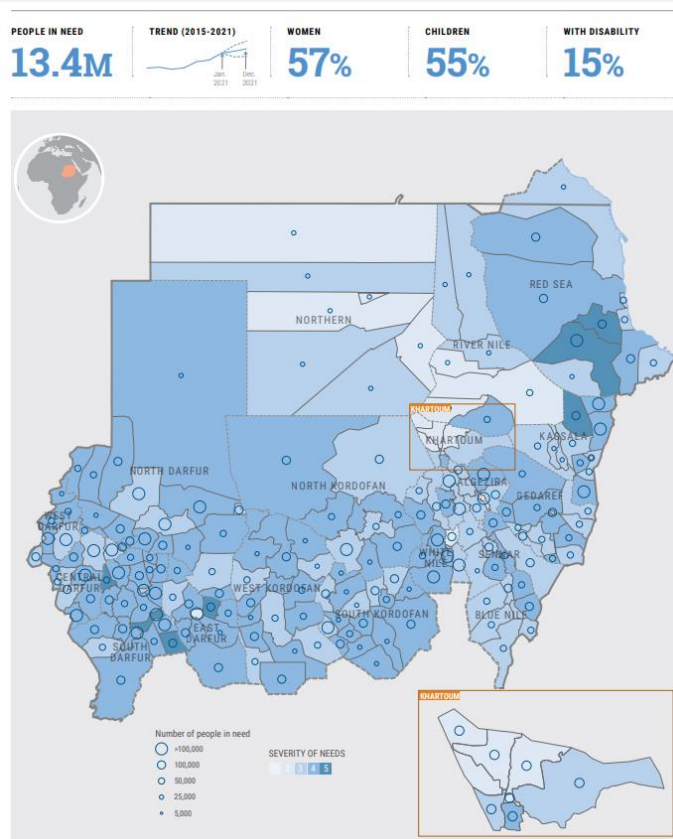 PEOPLE IN NEED
13.4M
TREND (2015-2021)
Jan
2021
Dec
2021
WOMEN
57%
CHILDREN
55%
WITH DISABILITY
15%
RED SEA
NORTHERN
RIVER NILE
KHARTOUM
KHARTOUM
KASSALA
NORTH DARFUR
NORTH KORDOFAN
ALGEZIRA
GEDAREF
WEST
DARFUR
WHITE
NILE
SENNAR
CENTRAL
DARFUR
WEST KORDOFAN
EAST
DARFUR
SOUTH KORDOFAN
BLUE NILE
SOUTH
DARFUR
KHARTOUM
Number of people in need
>100,000
100,000
50,000
25,000
5,000
SEVERITY OF NEEDS
1 2 3 4 5